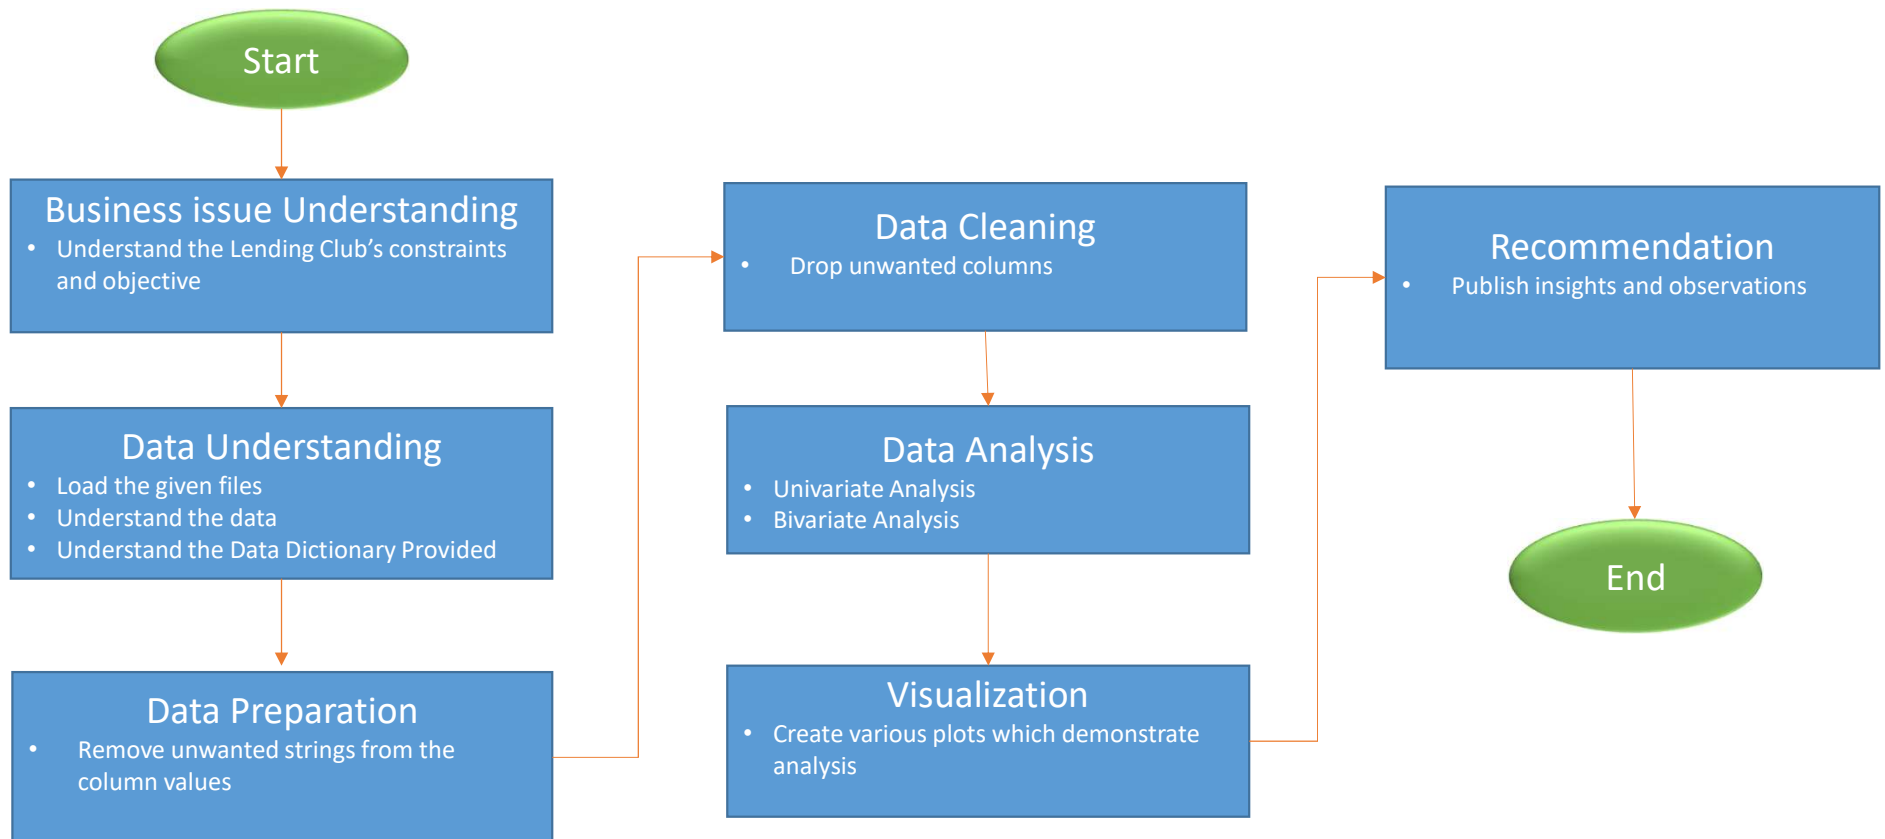 Start
Business issue Understanding
• Understand the Lending Club’s constraints
and objective
Data Understanding
• Load the given files
• Understand the data
• Understand the Data Dictionary Provided
Data Preparation
• Remove unwanted strings from the
column values
Data Cleaning
• Drop unwanted columns
Data Analysis
• Univariate Analysis
• Bivariate Analysis
Visualization
• Create various plots which demonstrate
analysis
Recommendation
• Publish insights and observations
End